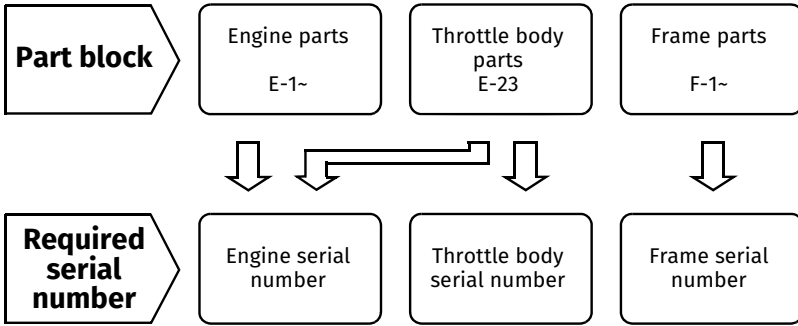 Part block
Engine parts
E-1~
Throttle body
parts
E-23
Frame parts
F-1~
Required
serial
number
Engine serial
number
Throttle body
serial number
Frame serial
number